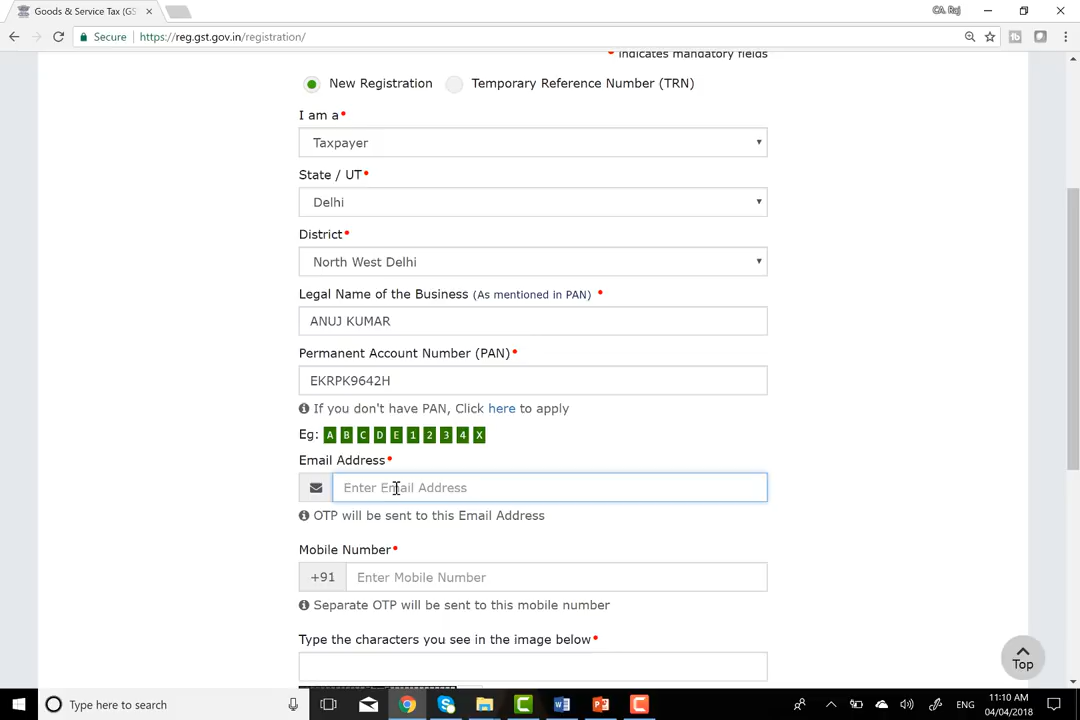 Goods & Service Tax (GS
CA. Raj
Secure
https://reg.gst.gov.in/registration/
• indicates mandatory fields
New Registration
Temporary Reference Number (TRN)
I am a•
Taxpayer
State / UT•
Delhi
District•
North West Delhi
Legal Name of the Business (As mentioned in PAN) •
ANUJ KUMAR
Permanent Account Number (PAN)•
EKRPK9642H
If you don't have PAN, Click here to apply
Eg: A B C D E 1 2 3 4 X
Email Address•
Enter Email Address
OTP will be sent to this Email Address
Mobile Number•
+91 Enter Mobile Number
Separate OTP will be sent to this mobile number
Type the characters you see in the image below•
Top
Type here to search
ENG
11:10 AM
04/04/2018